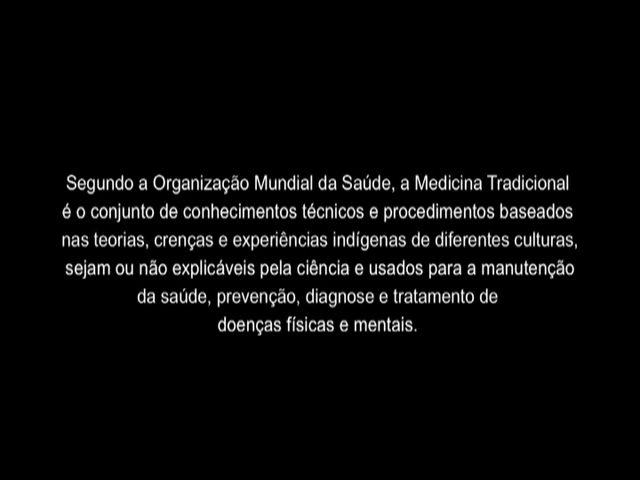 Segundo a Organização Mundial da Saúde, a Medicina Tradicional
é o conjunto de conhecimentos técnicos e procedimentos baseados
nas teorias, crenças e experiências indígenas de diferentes culturas,
sejam ou não explicáveis pela ciência e usados para a manutenção
da saúde, prevenção, diagnose e tratamento de
doenças físicas e mentais.